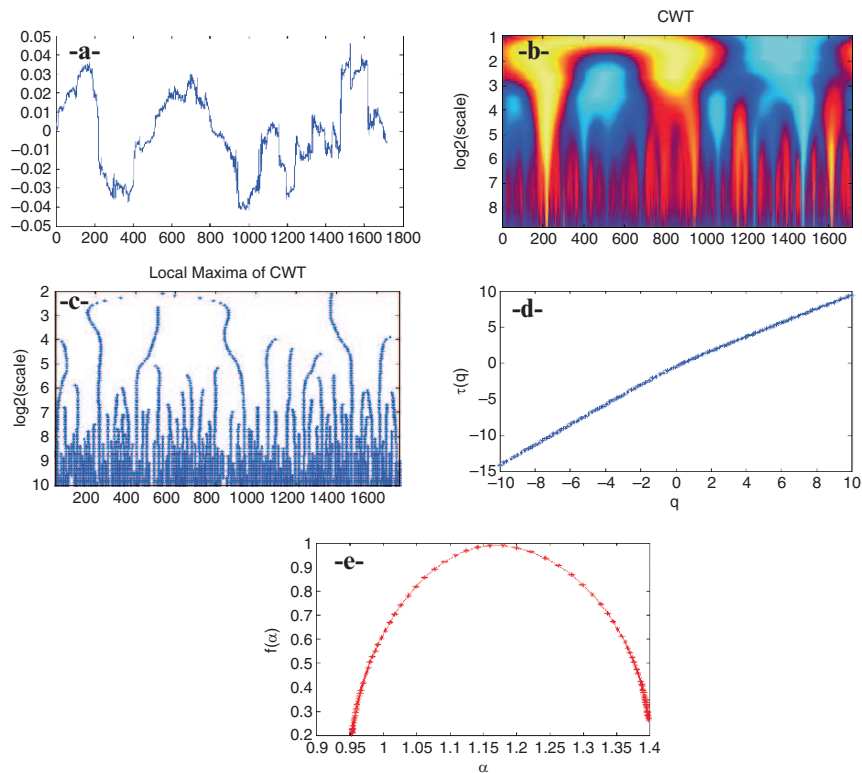 -a-
0.05
0.04
0.03
0.02
0.01
0
−0.01
−0.02
−0.03
−0.04
0.05
0 200 400 600 800 1000 1200 1400 1600 1800
CWT
-b-
log2(scale)
1
2
3
4
5
6
7
8
0 200 400 600 800 1000 1200 1400 1600
Local Maxima of CWT
-c-
log2(scale)
2
3
4
5
6
7
8
9
10
200 400 600 800 1000 1200 1400 1600
-d-
τ(q)
10
5
0
−5
−10
−15
−10 −8 −6 −4 −2 0 2 4 6 8 10
q
-e-
f(α)
1
0.9
0.8
0.7
0.6
0.5
0.4
0.3
0.2
0.9 0.95 1 1.05 1.1 1.15 1.2 1.25 1.3 1.35 1.4
α